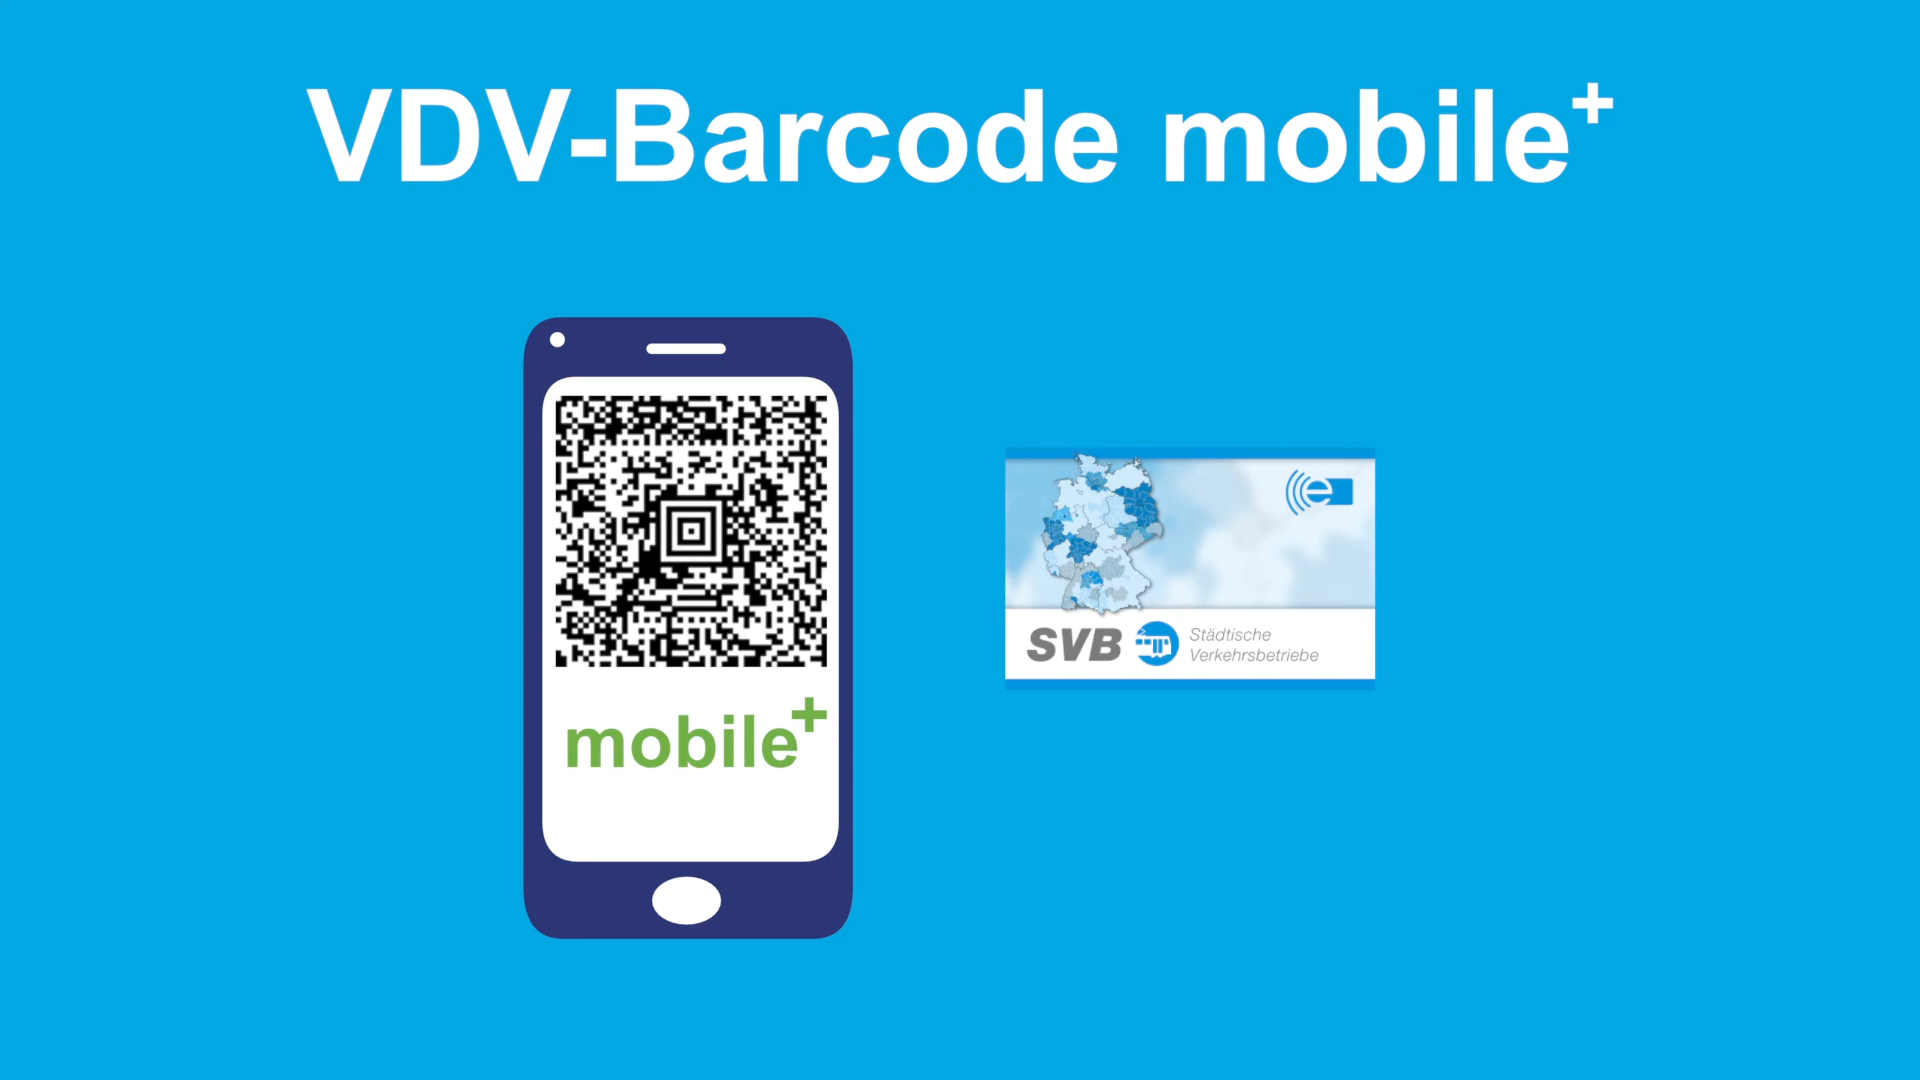 VDV-Barcode mobile+
mobile+
e
SVB
Städtische
Verkehrsbetriebe